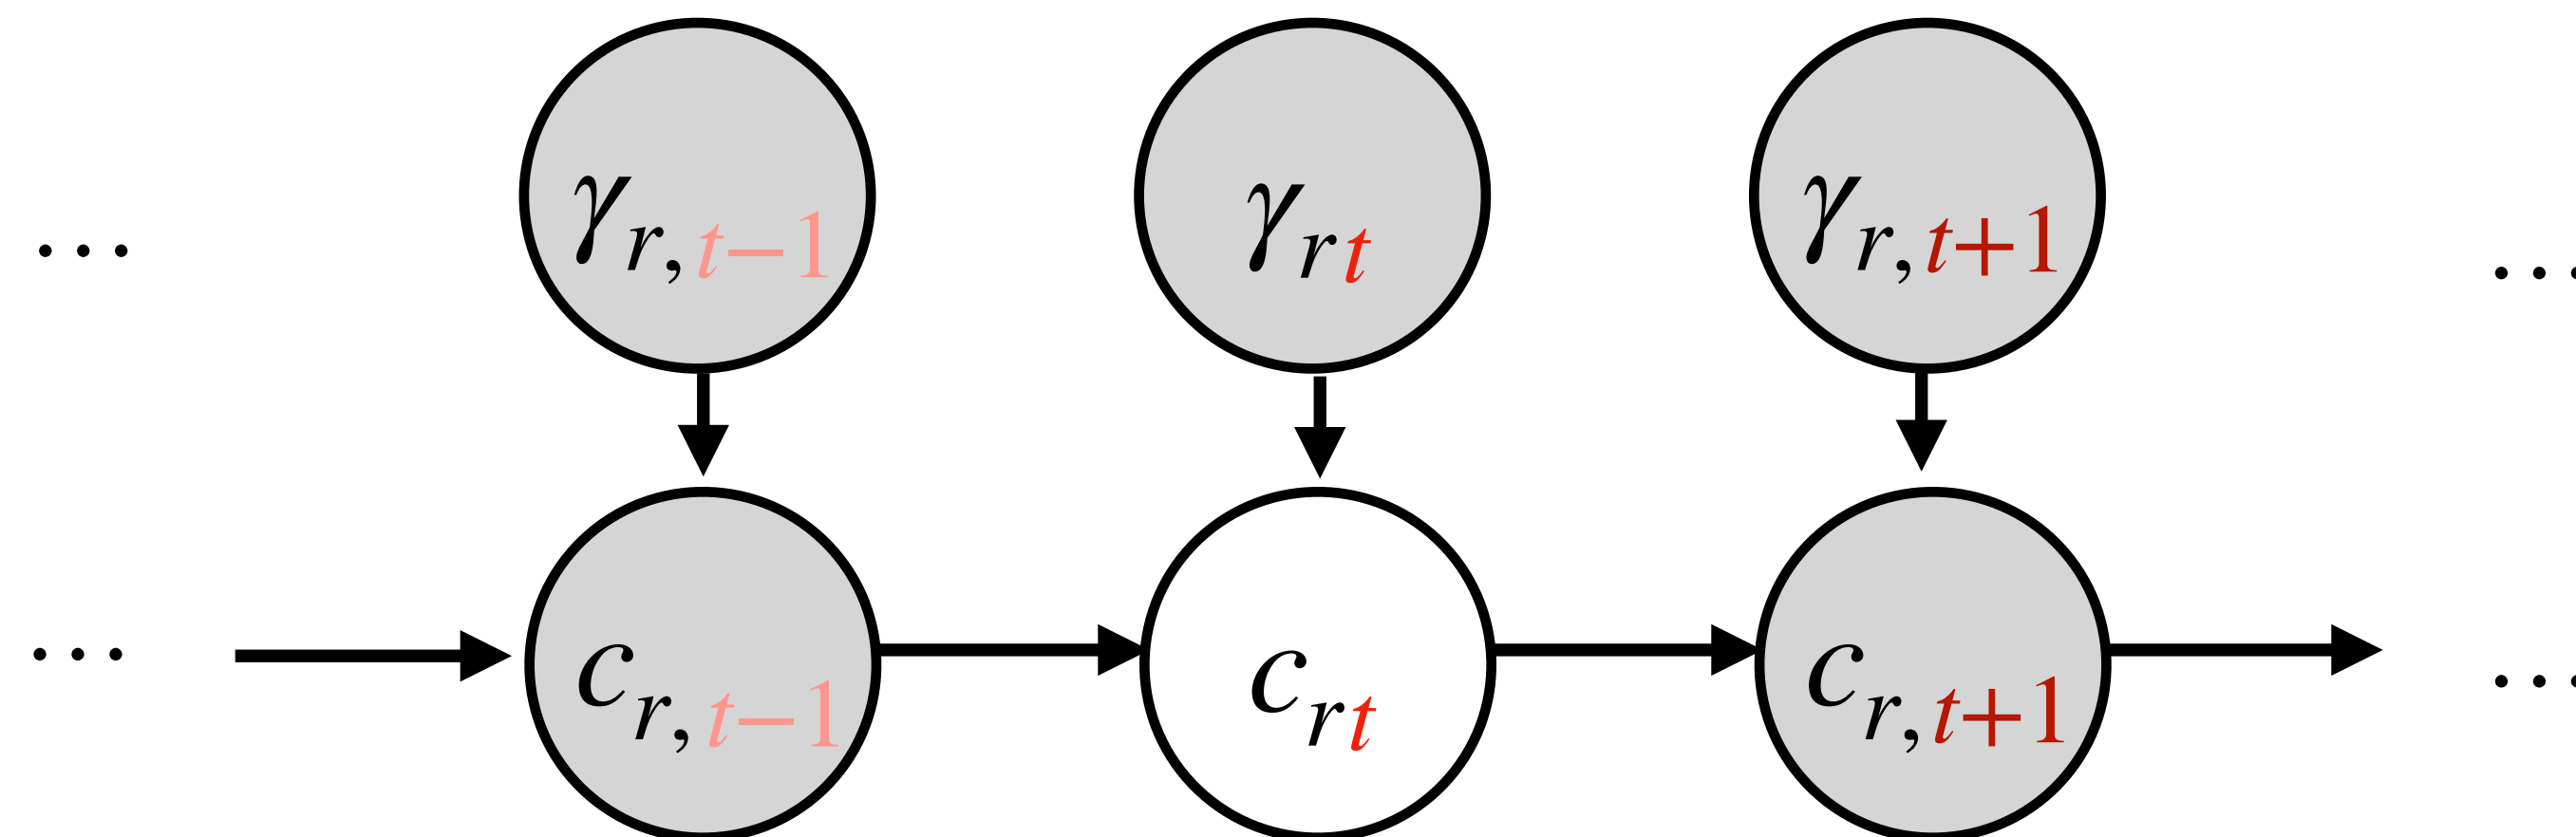 … γ_{r,t−1} γ_{rt} γ_{r,t+1} …
… c_{r,t−1} c_{rt} c_{r,t+1} …